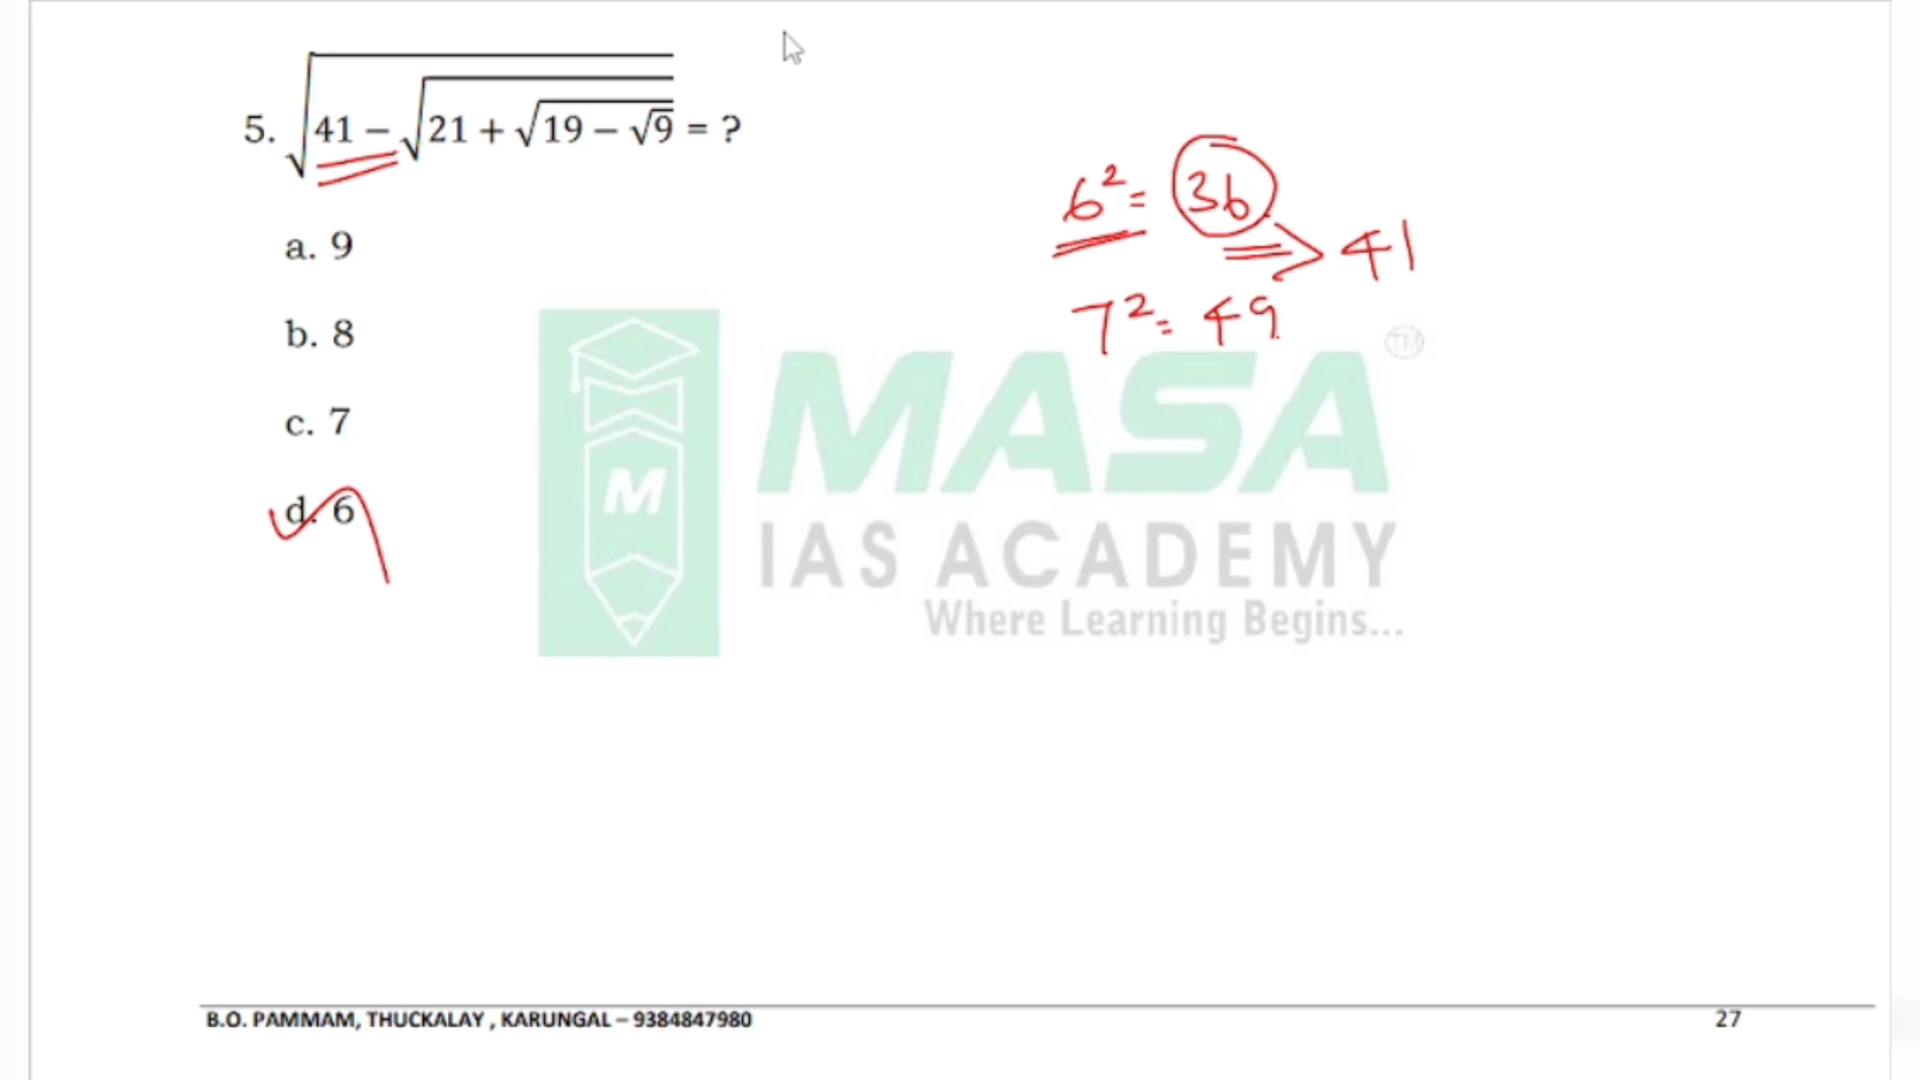 5. √41 − √21 + √19 − √9 = ?
6² = 36
⇒ 41
7² = 49
a. 9
b. 8
c. 7
d. 6
M
MASA
TM
IAS ACADEMY
Where Learning Begins...
B.O. PAMMAM, THUCKALAY , KARUNGAL – 9384847980
27